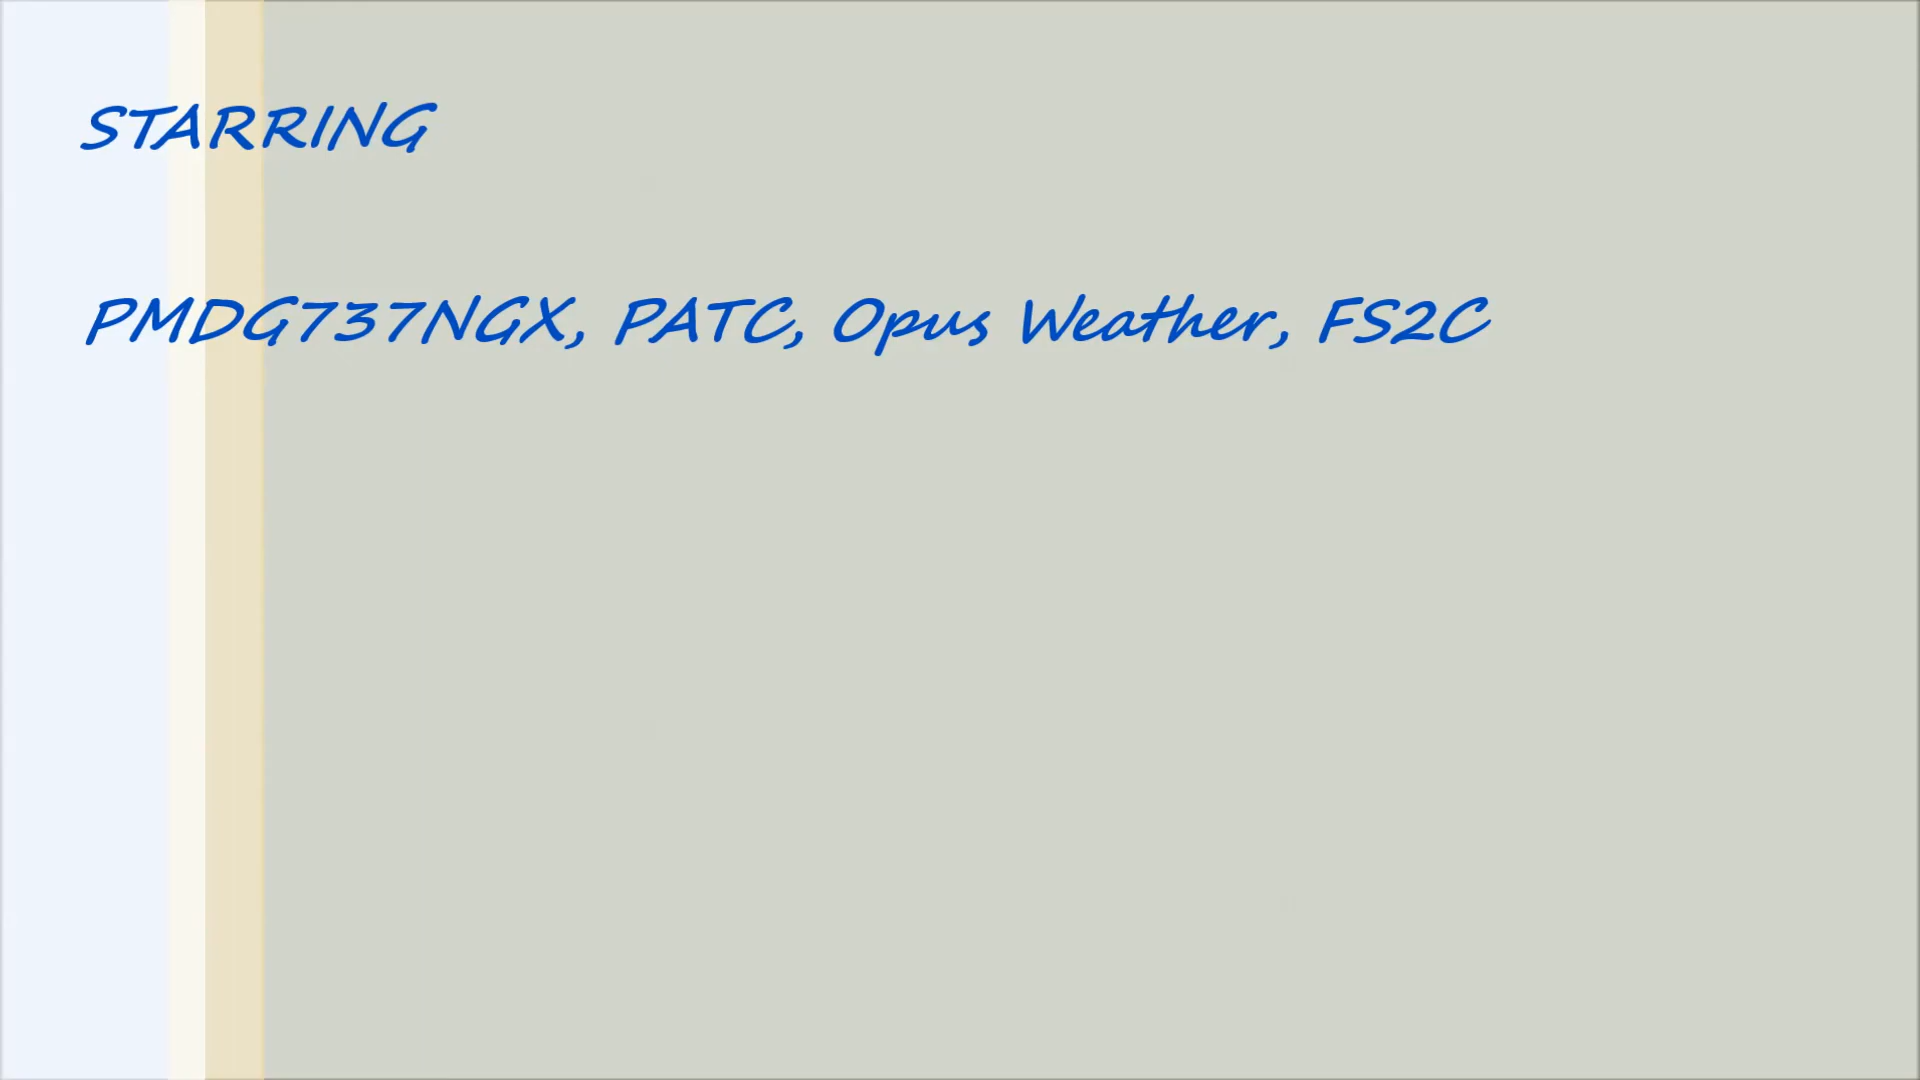 STARRING
PMDG737NGX, PATC, Opus Weather, FS2C